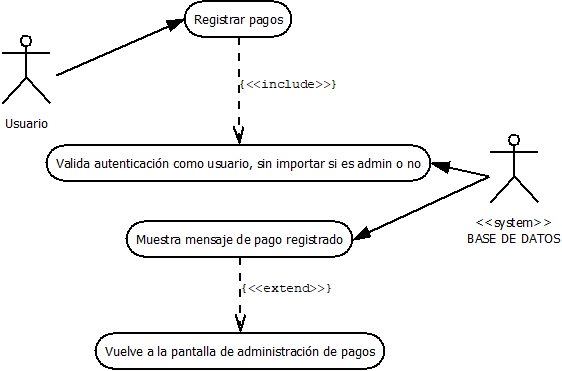 Registrar pagos
{<<include>>}
Usuario
Valida autenticación como usuario, sin importar si es admin o no
<<system>>
BASE DE DATOS
Muestra mensaje de pago registrado
{<<extend>>}
Vuelve a la pantalla de administración de pagos